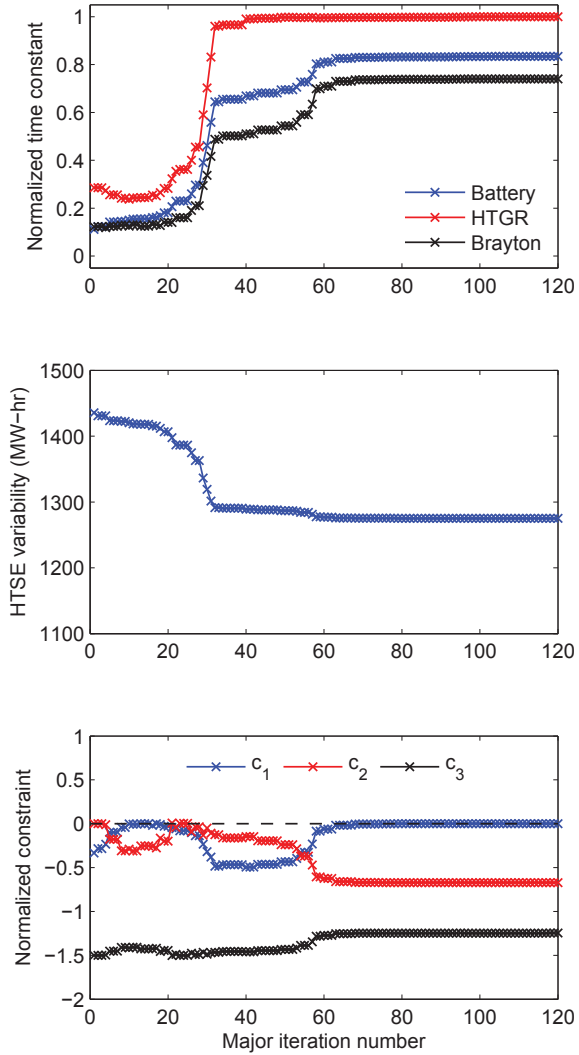 Normalized time constant
1
0.8
0.6
0.4
0.2
0
Battery
HTGR
Brayton
0 20 40 60 80 100 120
HTSE variability (MW−hr)
1500
1400
1300
1200
1100
0 20 40 60 80 100 120
Normalized constraint
1
0.5
0
−0.5
−1
−1.5
−2
c1 c2 c3
0 20 40 60 80 100 120
Major iteration number